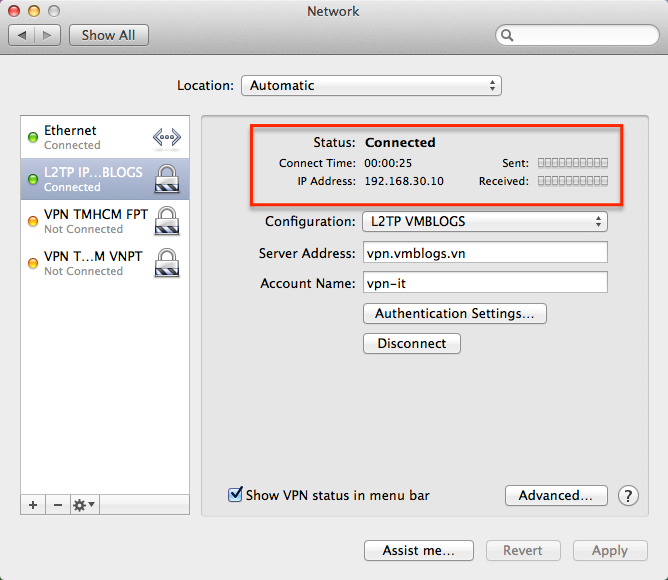 Network
Show All
Location: Automatic
Ethernet
Connected
L2TP IP...BLOGS
Connected
VPN TMHCM FPT
Not Connected
VPN T...M VNPT
Not Connected
Status: Connected
Connect Time: 00:00:25 Sent:
IP Address: 192.168.30.10 Received:
Configuration: L2TP VMBLOGS
Server Address: vpn.vmblogs.vn
Account Name: vpn-it
Authentication Settings...
Disconnect
Show VPN status in menu bar
Advanced...
?
Assist me...
Revert
Apply